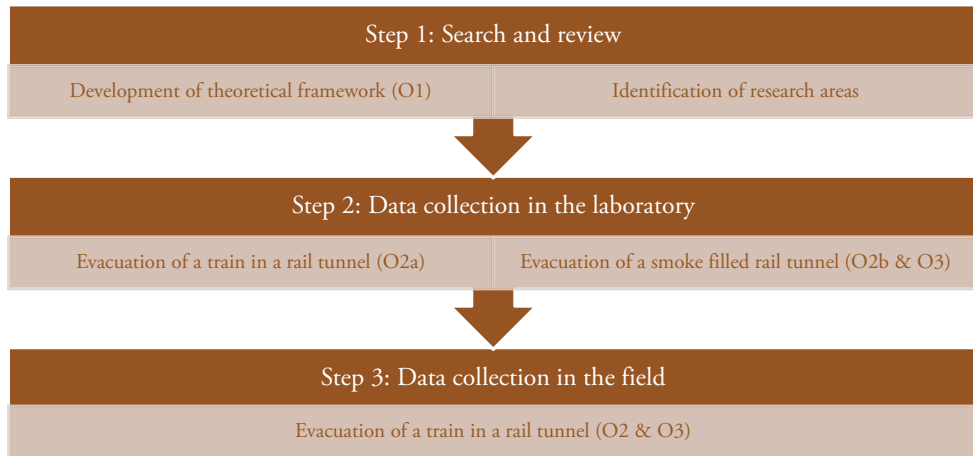 Step 1: Search and review
Development of theoretical framework (O1)
Identification of research areas
Step 2: Data collection in the laboratory
Evacuation of a train in a rail tunnel (O2a)
Evacuation of a smoke filled rail tunnel (O2b & O3)
Step 3: Data collection in the field
Evacuation of a train in a rail tunnel (O2 & O3)